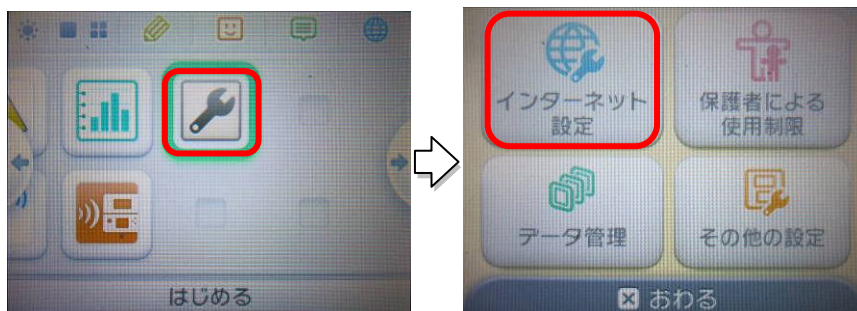 はじめる
インターネット
設定
保護者による
使用制限
データ管理
その他の設定
おわる